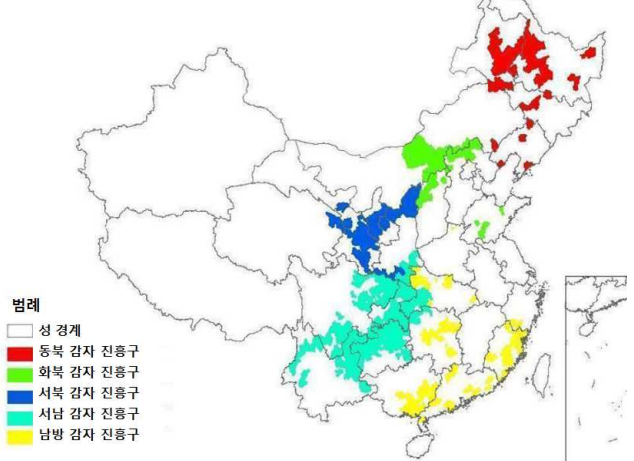 범례
성 경계
동북 감자 진흥구
화북 감자 진흥구
서북 감자 진흥구
서남 감자 진흥구
남방 감자 진흥구